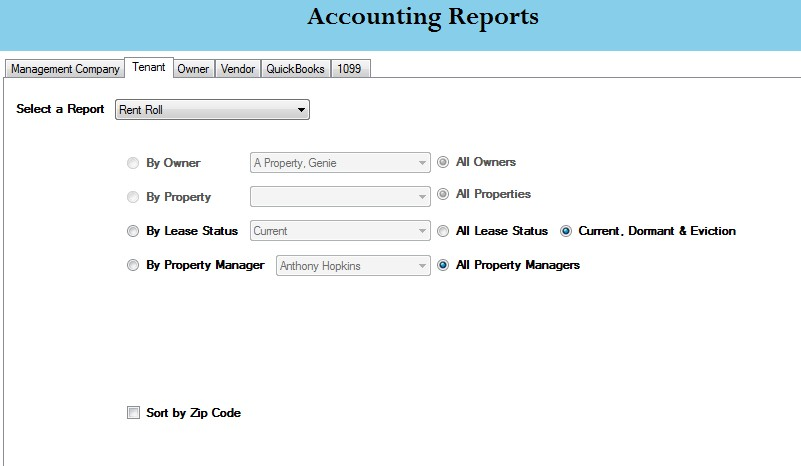 Accounting Reports
Management Company Tenant Owner Vendor QuickBooks 1099
Select a Report Rent Roll
By Owner A Property, Genie All Owners
By Property All Properties
By Lease Status Current All Lease Status Current, Dormant & Eviction
By Property Manager Anthony Hopkins All Property Managers
Sort by Zip Code